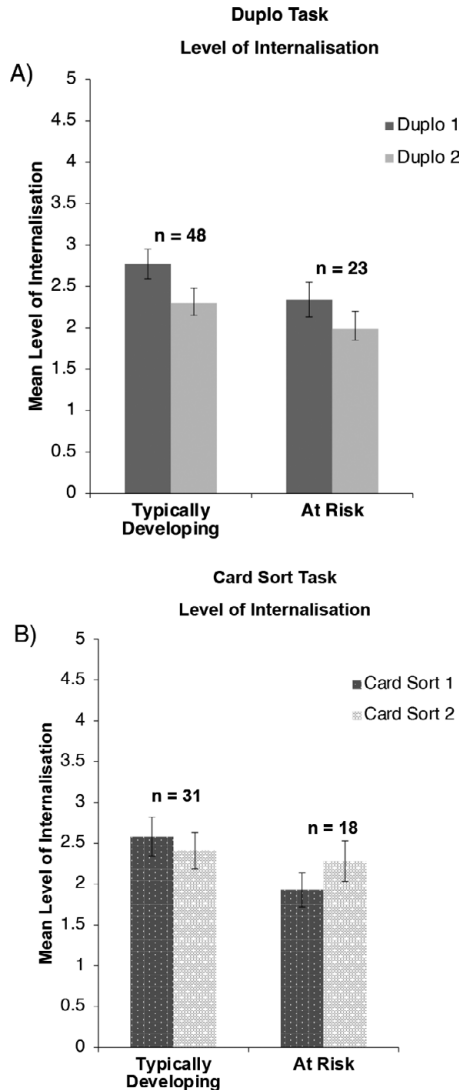 Duplo Task
Level of Internalisation
A)
5
4.5
4
3.5
3
2.5
2
1.5
1
0.5
0
Mean Level of Internalisation
Duplo 1
Duplo 2
n = 48
n = 23
Typically
Developing
At Risk
Card Sort Task
Level of Internalisation
B)
5
4.5
4
3.5
3
2.5
2
1.5
1
0.5
0
Mean Level of Internalisation
Card Sort 1
Card Sort 2
n = 31
n = 18
Typically
Developing
At Risk